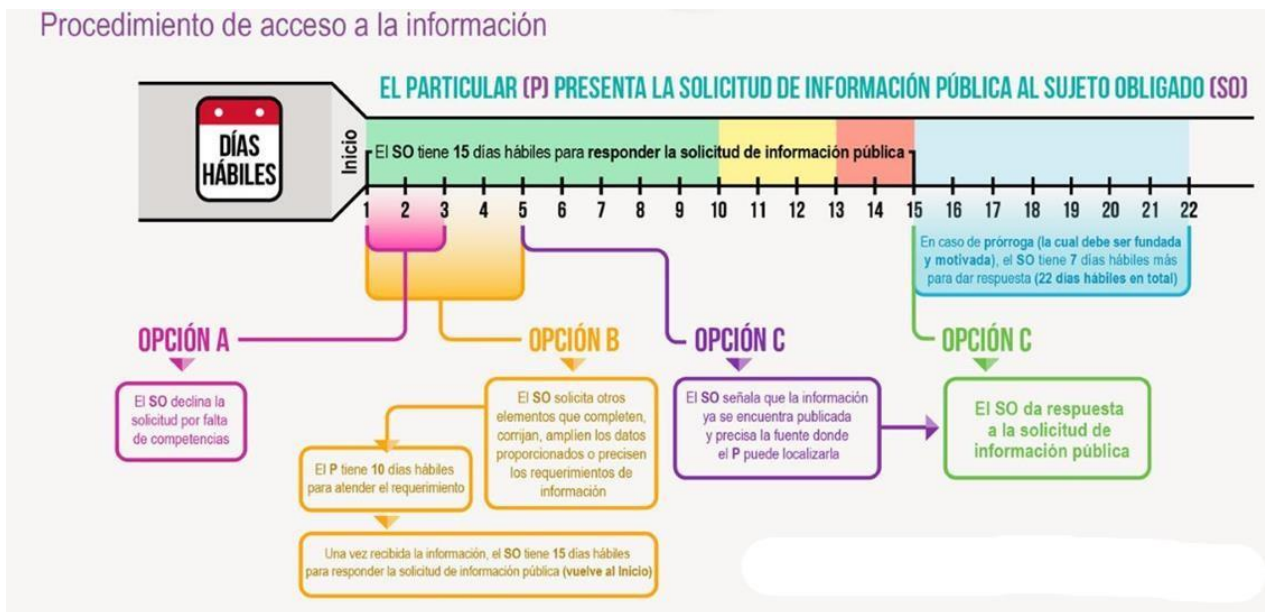 Procedimiento de acceso a la información
EL PARTICULAR (P) PRESENTA LA SOLICITUD DE INFORMACIÓN PÚBLICA AL SUJETO OBLIGADO (SO)
DÍAS
HÁBILES
Inicio
El SO tiene 15 días hábiles para responder la solicitud de información pública
1 2 3 4 5 6 7 8 9 10 11 12 13 14 15 16 17 18 19 20 21 22
En caso de prórroga (la cual debe ser fundada
y motivada), el SO tiene 7 días hábiles más
para dar respuesta (22 días hábiles en total)
OPCIÓN A
El SO declina la
solicitud por falta
de competencias
OPCIÓN B
El SO solicita otros
elementos que completen,
corrijan, amplien los datos
proporcionados o precisen
los requerimientos de
información
El P tiene 10 días hábiles
para atender el requerimiento
Una vez recibida la información, el SO tiene 15 días hábiles
para responder la solicitud de información pública (vuelve al Inicio)
OPCIÓN C
El SO señala que la información
ya se encuentra publicada
y precisa la fuente donde
el P puede localizarla
OPCIÓN C
El SO da respuesta
a la solicitud de
información pública